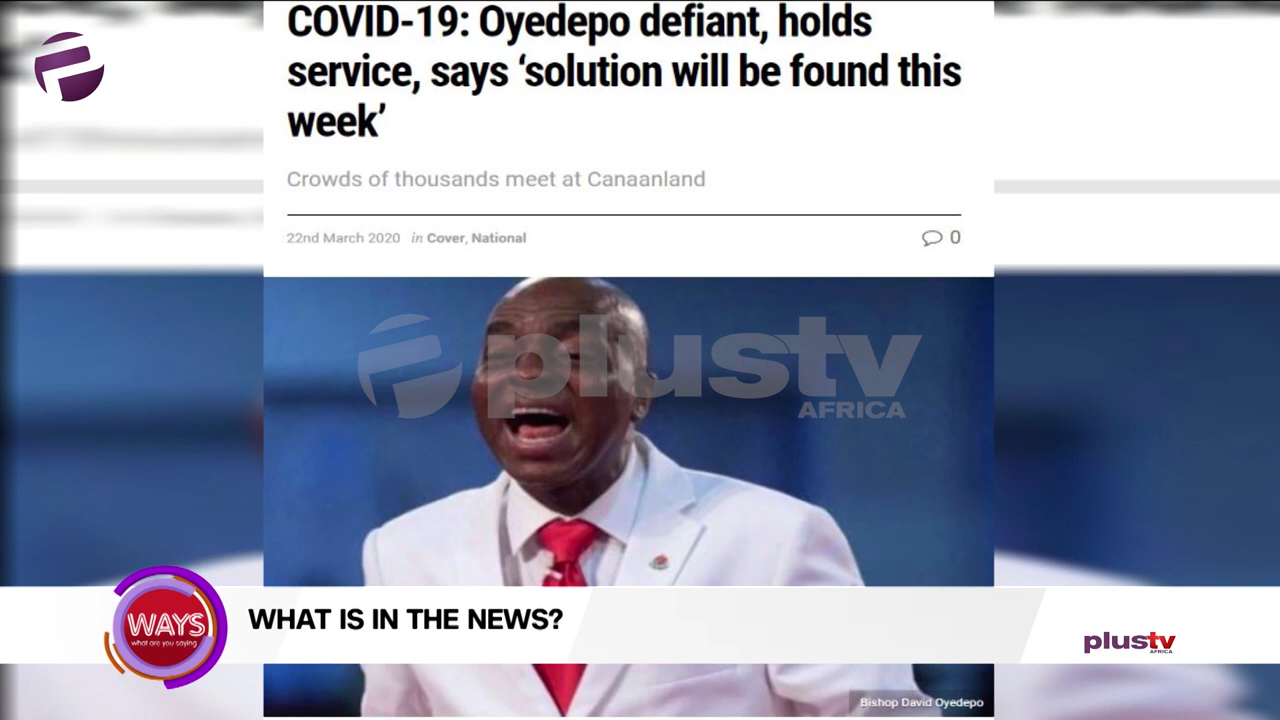 COVID-19: Oyedepo defiant, holds
service, says ‘solution will be found this
week’
Crowds of thousands meet at Canaanland
22nd March 2020 in Cover, National
0
plustv
AFRICA
WAYS
what are you saying
WHAT IS IN THE NEWS?
plustv
AFRICA
Bishop David Oyedepo